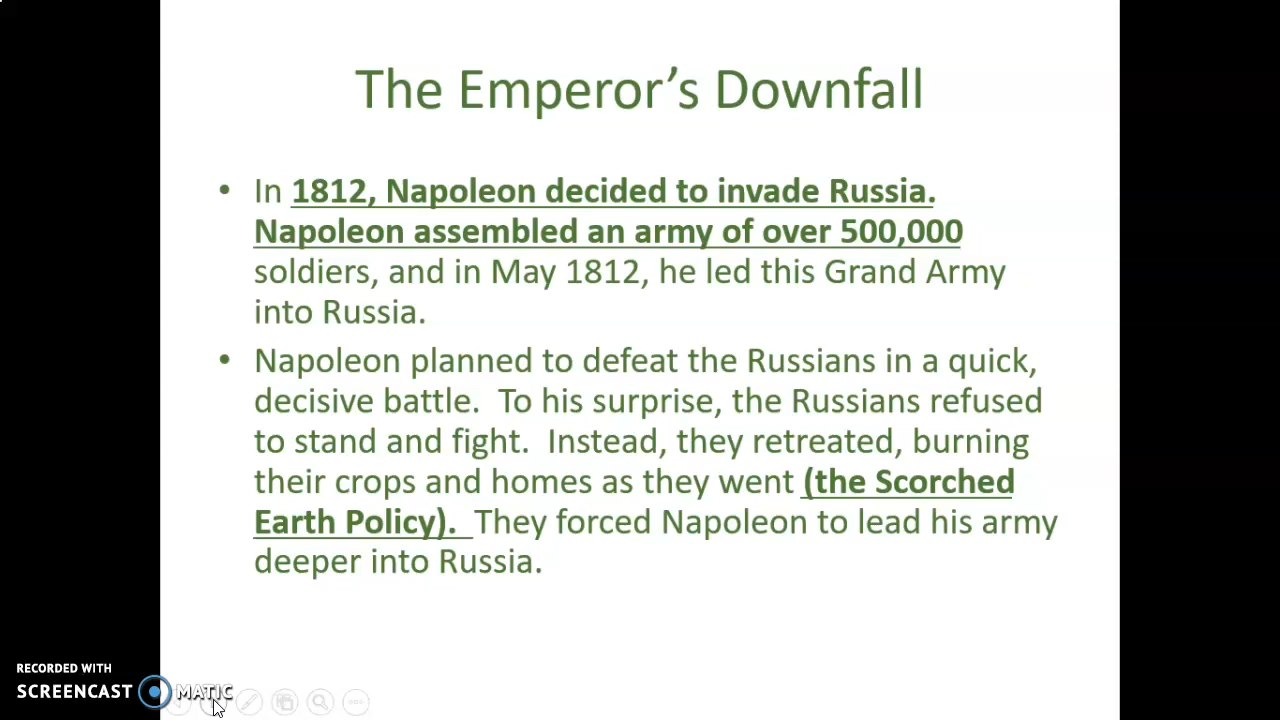 The Emperor’s Downfall
• In 1812, Napoleon decided to invade Russia.
Napoleon assembled an army of over 500,000
soldiers, and in May 1812, he led this Grand Army
into Russia.
• Napoleon planned to defeat the Russians in a quick,
decisive battle.  To his surprise, the Russians refused
to stand and fight.  Instead, they retreated, burning
their crops and homes as they went (the Scorched
Earth Policy).  They forced Napoleon to lead his army
deeper into Russia.
RECORDED WITH
SCREENCAST MATIC